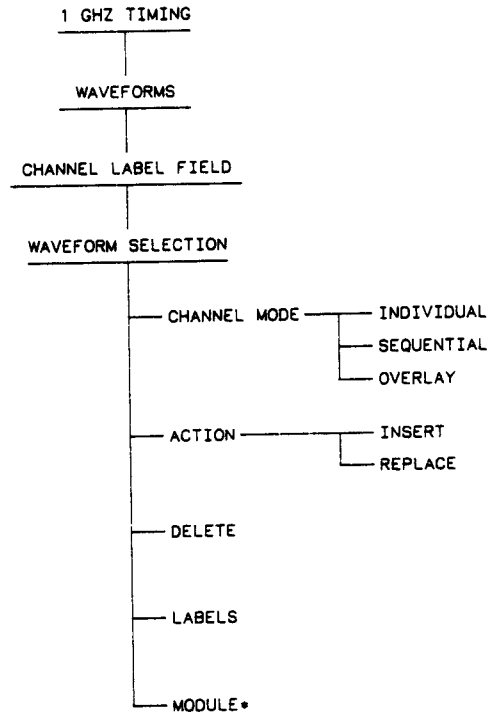 1 GHZ TIMING
WAVEFORMS
CHANNEL LABEL FIELD
WAVEFORM SELECTION
CHANNEL MODE
INDIVIDUAL
SEQUENTIAL
OVERLAY
ACTION
INSERT
REPLACE
DELETE
LABELS
MODULE*